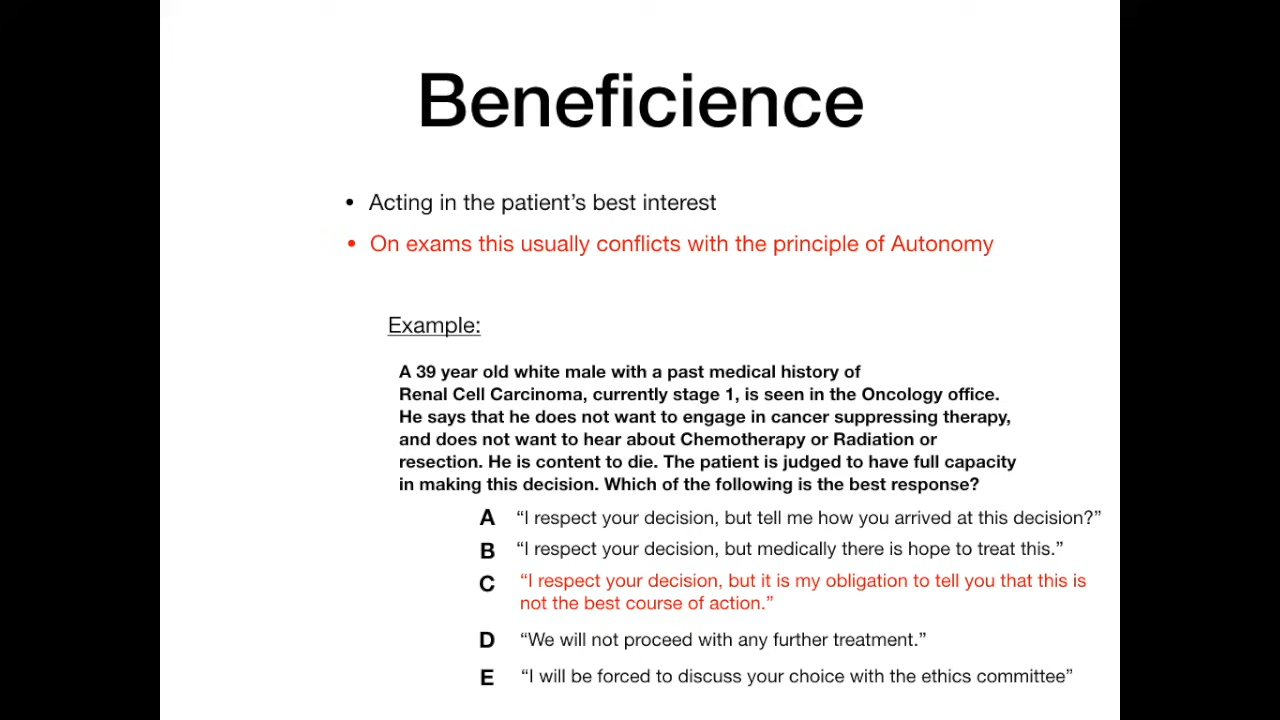 Beneficience
• Acting in the patient’s best interest
• On exams this usually conflicts with the principle of Autonomy
Example:
A 39 year old white male with a past medical history of
Renal Cell Carcinoma, currently stage 1, is seen in the Oncology office.
He says that he does not want to engage in cancer suppressing therapy,
and does not want to hear about Chemotherapy or Radiation or
resection. He is content to die. The patient is judged to have full capacity
in making this decision. Which of the following is the best response?
A “I respect your decision, but tell me how you arrived at this decision?”
B “I respect your decision, but medically there is hope to treat this.”
C “I respect your decision, but it is my obligation to tell you that this is
not the best course of action.”
D “We will not proceed with any further treatment.”
E “I will be forced to discuss your choice with the ethics committee”